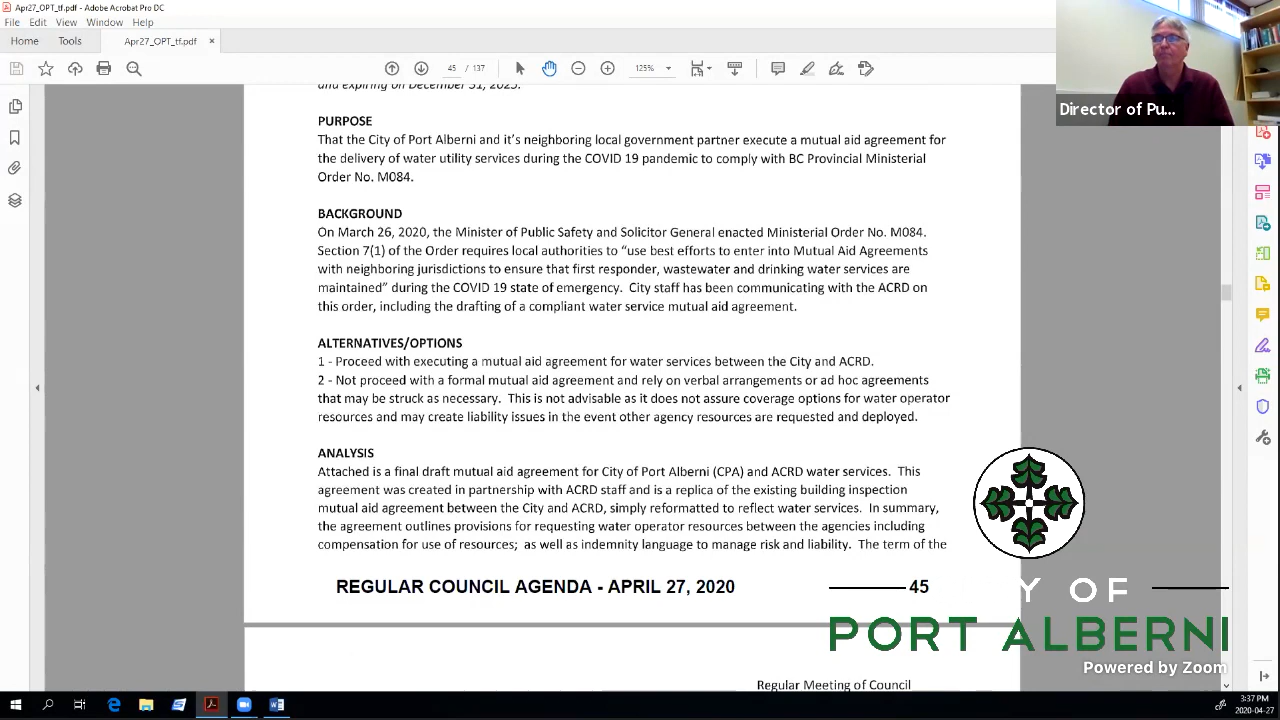 Apr27_OPT_tf.pdf - Adobe Acrobat Pro DC
File Edit View Window Help
Home Tools Apr27_OPT_tf.pdf ×
45 / 137 125%
Director of Pu...
and expiring on December 31, 2025.
PURPOSE
That the City of Port Alberni and it's neighboring local government partner execute a mutual aid agreement for
the delivery of water utility services during the COVID 19 pandemic to comply with BC Provincial Ministerial
Order No. M084.
BACKGROUND
On March 26, 2020, the Minister of Public Safety and Solicitor General enacted Ministerial Order No. M084.
Section 7(1) of the Order requires local authorities to “use best efforts to enter into Mutual Aid Agreements
with neighboring jurisdictions to ensure that first responder, wastewater and drinking water services are
maintained” during the COVID 19 state of emergency. City staff has been communicating with the ACRD on
this order, including the drafting of a compliant water service mutual aid agreement.
ALTERNATIVES/OPTIONS
1 - Proceed with executing a mutual aid agreement for water services between the City and ACRD.
2 - Not proceed with a formal mutual aid agreement and rely on verbal arrangements or ad hoc agreements
that may be struck as necessary. This is not advisable as it does not assure coverage options for water operator
resources and may create liability issues in the event other agency resources are requested and deployed.
ANALYSIS
Attached is a final draft mutual aid agreement for City of Port Alberni (CPA) and ACRD water services. This
agreement was created in partnership with ACRD staff and is a replica of the existing building inspection
mutual aid agreement between the City and ACRD, simply reformatted to reflect water services. In summary,
the agreement outlines provisions for requesting water operator resources between the agencies including
compensation for use of resources; as well as indemnity language to manage risk and liability. The term of the
REGULAR COUNCIL AGENDA - APRIL 27, 2020 45
Y OF
PORT ALBERNI
Powered by Zoom
Regular Meeting of Council
3:37 PM
2020-04-27